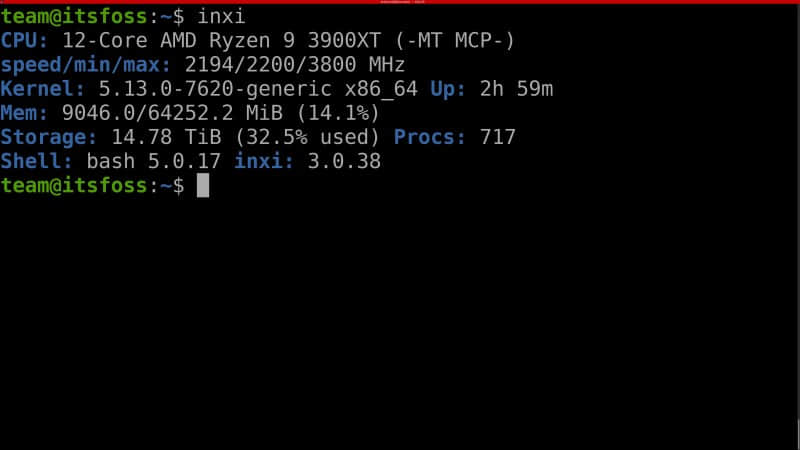 team@itsfoss:~$ inxi
CPU: 12-Core AMD Ryzen 9 3900XT (-MT MCP-)
speed/min/max: 2194/2200/3800 MHz
Kernel: 5.13.0-7620-generic x86_64 Up: 2h 59m
Mem: 9046.0/64252.2 MiB (14.1%)
Storage: 14.78 TiB (32.5% used) Procs: 717
Shell: bash 5.0.17 inxi: 3.0.38
team@itsfoss:~$